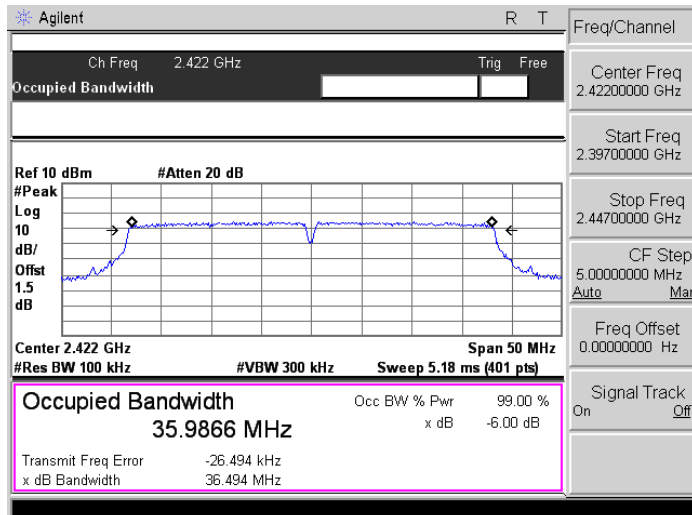 Agilent R T
Ch Freq 2.422 GHz Trig Free
Occupied Bandwidth
Ref 10 dBm #Atten 20 dB
#Peak
Log
10
dB/
Offst
1.5
dB
Center 2.422 GHz Span 50 MHz
#Res BW 100 kHz #VBW 300 kHz Sweep 5.18 ms (401 pts)
Occupied Bandwidth Occ BW % Pwr 99.00 %
35.9866 MHz x dB -6.00 dB
Transmit Freq Error -26.494 kHz
x dB Bandwidth 36.494 MHz
Freq/Channel
Center Freq
2.42200000 GHz
Start Freq
2.39700000 GHz
Stop Freq
2.44700000 GHz
CF Step
5.00000000 MHz
Auto Man
Freq Offset
0.00000000 Hz
Signal Track
On Off